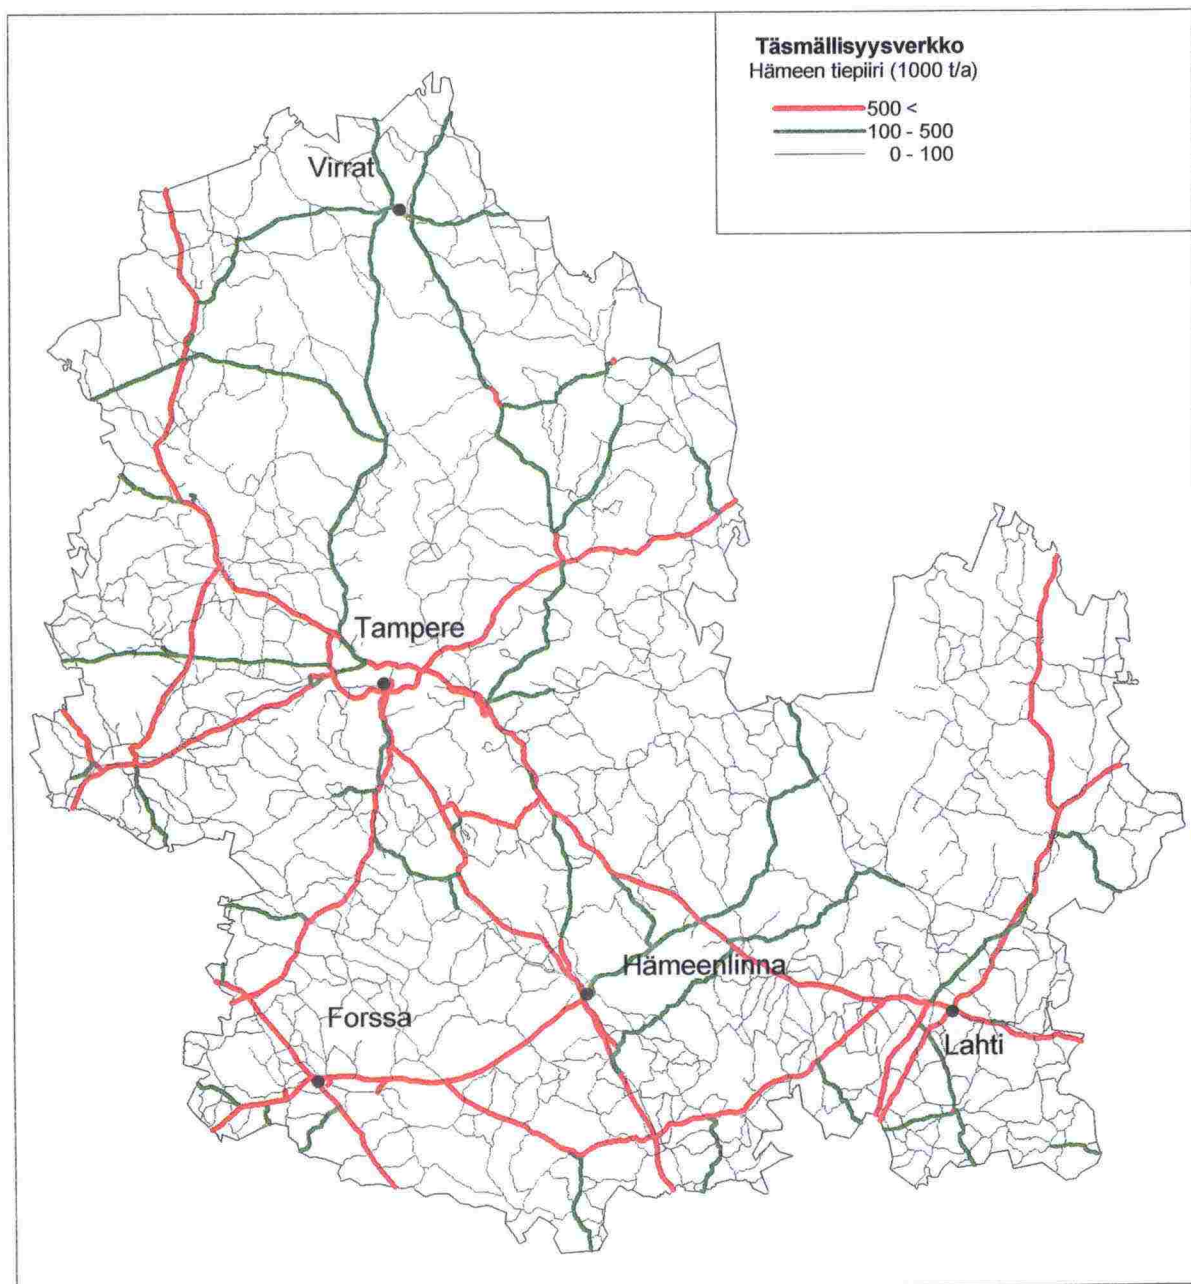 Täsmällisyysverkko
Hämeen tiepiiri (1000 t/a)
500 <
100 - 500
0 - 100
Virrat
Tampere
Hämeenlinna
Forssa
Lahti